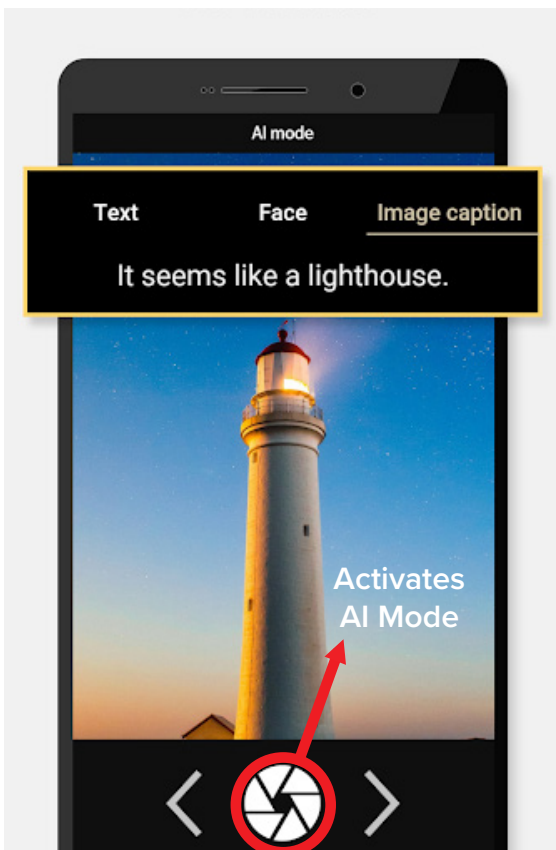 AI mode
Text Face Image caption
It seems like a lighthouse.
Activates
AI Mode